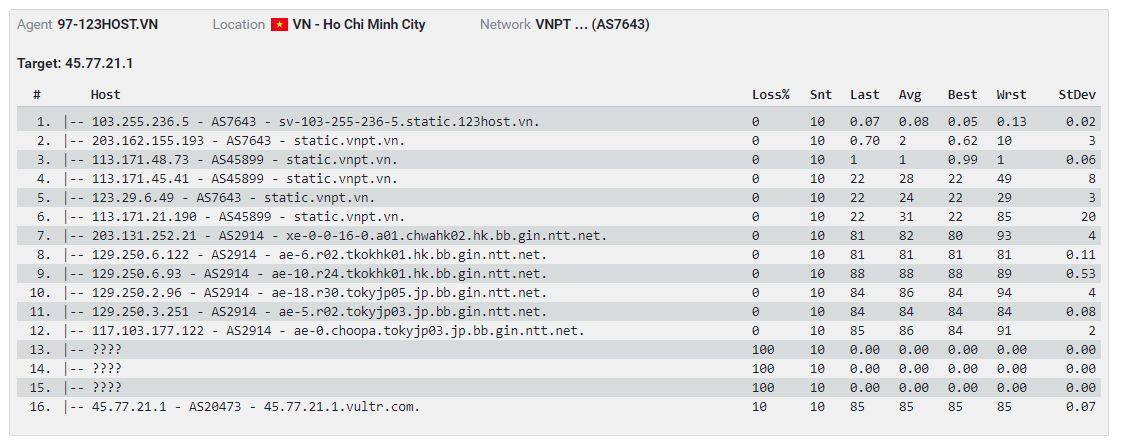 Agent 97-123HOST.VN Location VN - Ho Chi Minh City Network VNPT ... (AS7643)
Target: 45.77.21.1
# Host Loss% Snt Last Avg Best Wrst StDev
1. |-- 103.255.236.5 - AS7643 - sv-103-255-236-5.static.123host.vn. 0 10 0.07 0.08 0.05 0.13 0.02
2. |-- 203.162.155.193 - AS7643 - static.vnpt.vn. 0 10 0.70 2 0.62 10 3
3. |-- 113.171.48.73 - AS45899 - static.vnpt.vn. 0 10 1 1 0.99 1 0.06
4. |-- 113.171.45.41 - AS45899 - static.vnpt.vn. 0 10 22 28 22 49 8
5. |-- 123.29.6.49 - AS7643 - static.vnpt.vn. 0 10 22 24 22 29 3
6. |-- 113.171.21.190 - AS45899 - static.vnpt.vn. 0 10 22 31 22 85 20
7. |-- 203.131.252.21 - AS2914 - xe-0-0-16-0.a01.chwahk02.hk.bb.gin.ntt.net. 0 10 81 82 80 93 4
8. |-- 129.250.6.122 - AS2914 - ae-6.r02.tkokhk01.hk.bb.gin.ntt.net. 0 10 81 81 81 81 0.11
9. |-- 129.250.6.93 - AS2914 - ae-10.r24.tkokhk01.hk.bb.gin.ntt.net. 0 10 88 88 88 89 0.53
10. |-- 129.250.2.96 - AS2914 - ae-18.r30.tokyjp05.jp.bb.gin.ntt.net. 0 10 84 86 84 94 4
11. |-- 129.250.3.251 - AS2914 - ae-5.r02.tokyjp03.jp.bb.gin.ntt.net. 0 10 84 84 84 84 0.08
12. |-- 117.103.177.122 - AS2914 - ae-0.choopa.tokyjp03.jp.bb.gin.ntt.net. 0 10 85 86 84 91 2
13. |-- ???? 100 10 0.00 0.00 0.00 0.00 0.00
14. |-- ???? 100 10 0.00 0.00 0.00 0.00 0.00
15. |-- ???? 100 10 0.00 0.00 0.00 0.00 0.00
16. |-- 45.77.21.1 - AS20473 - 45.77.21.1.vultr.com. 10 10 85 85 85 85 0.07